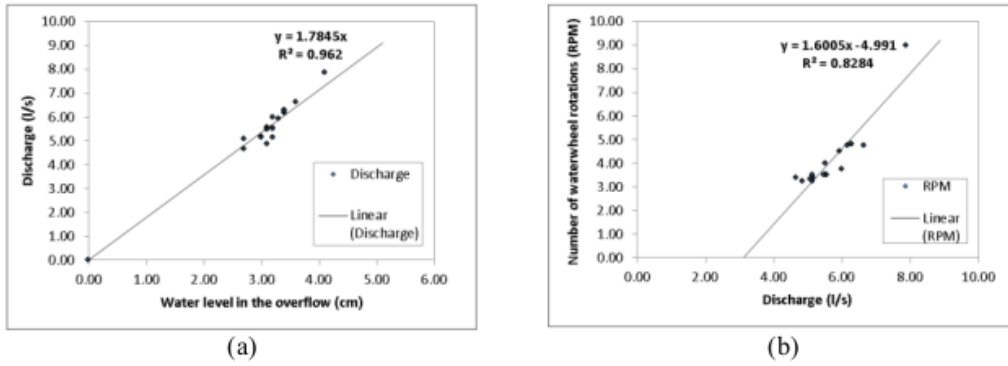 10.00
9.00
8.00
7.00
6.00
5.00
4.00
3.00
2.00
1.00
0.00
Discharge (l/s)
y = 1.7845x
R² = 0.962
Discharge
Linear
(Discharge)
0.00 1.00 2.00 3.00 4.00 5.00 6.00
Water level in the overflow (cm)
(a)
10.00
9.00
8.00
7.00
6.00
5.00
4.00
3.00
2.00
1.00
0.00
Number of waterwheel rotations (RPM)
y = 1.6005x - 4.991
R² = 0.8284
RPM
Linear
(RPM)
0.00 2.00 4.00 6.00 8.00 10.00
Discharge (l/s)
(b)